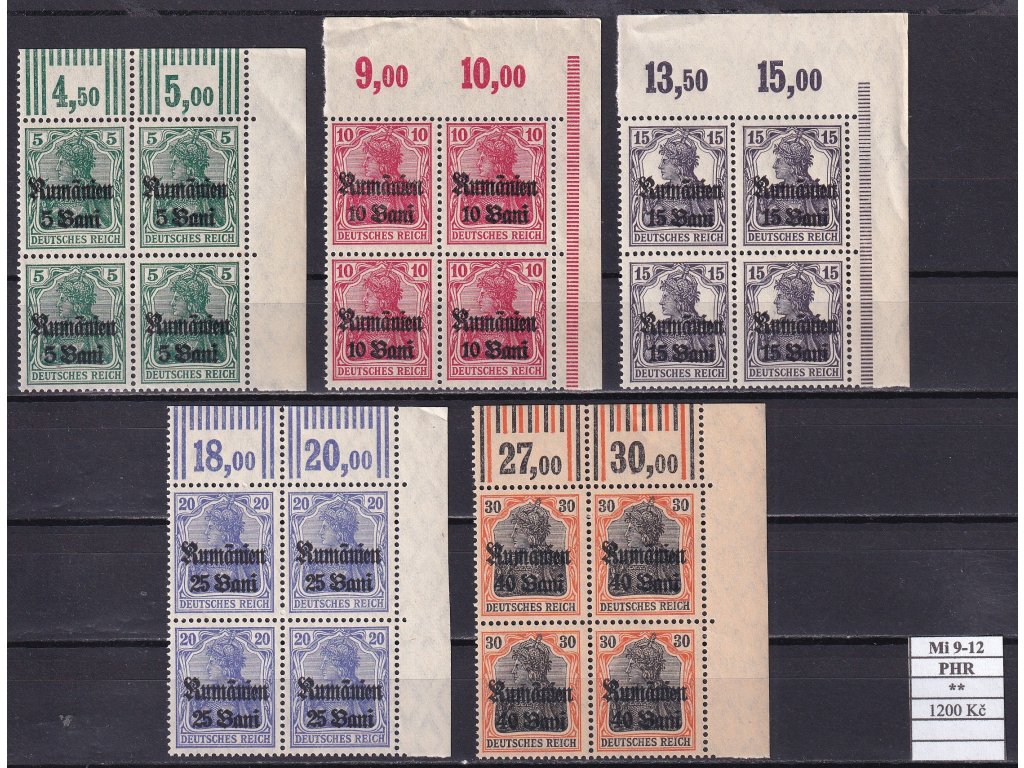 4,50 5,00
5 5 5 5
Rumänien Rumänien
5 Bani 5 Bani
DEUTSCHES REICH DEUTSCHES REICH
5 5 5 5
Rumänien Rumänien
5 Bani 5 Bani
DEUTSCHES REICH DEUTSCHES REICH
9,00 10,00
10 10 10 10
Rumänien Rumänien
10 Bani 10 Bani
DEUTSCHES REICH DEUTSCHES REICH
10 10 10 10
Rumänien Rumänien
10 Bani 10 Bani
DEUTSCHES REICH DEUTSCHES REICH
13,50 15,00
15 15 15 15
Rumänien Rumänien
15 Bani 15 Bani
DEUTSCHES REICH DEUTSCHES REICH
15 15 15 15
Rumänien Rumänien
15 Bani 15 Bani
DEUTSCHES REICH DEUTSCHES REICH
18,00 20,00
20 20 20 20
Rumänien Rumänien
25 Bani 25 Bani
DEUTSCHES REICH DEUTSCHES REICH
20 20 20 20
Rumänien Rumänien
25 Bani 25 Bani
DEUTSCHES REICH DEUTSCHES REICH
27,00 30,00
30 30 30 30
Rumänien Rumänien
40 Bani 40 Bani
DEUTSCHES REICH DEUTSCHES REICH
30 30 30 30
Rumänien Rumänien
40 Bani 40 Bani
DEUTSCHES REICH DEUTSCHES REICH
Mi 9-12
PHR
**
1200 Kč